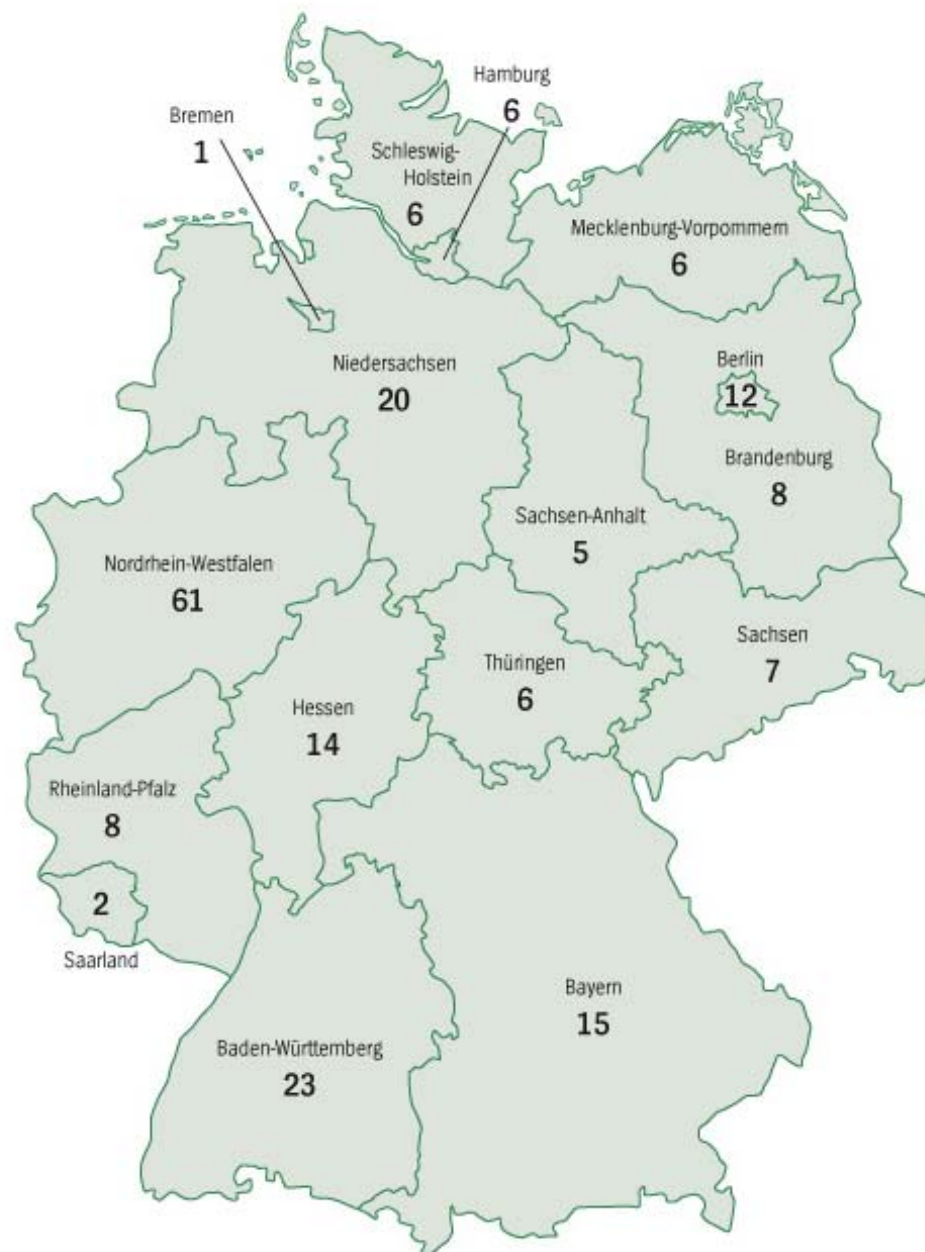 Hamburg
6
Bremen
1
Schleswig-
Holstein
6
Mecklenburg-Vorpommern
6
Niedersachsen
20
Berlin
12
Brandenburg
8
Sachsen-Anhalt
5
Nordrhein-Westfalen
61
Sachsen
7
Thüringen
6
Hessen
14
Rheinland-Pfalz
8
2
Saarland
Bayern
15
Baden-Württemberg
23